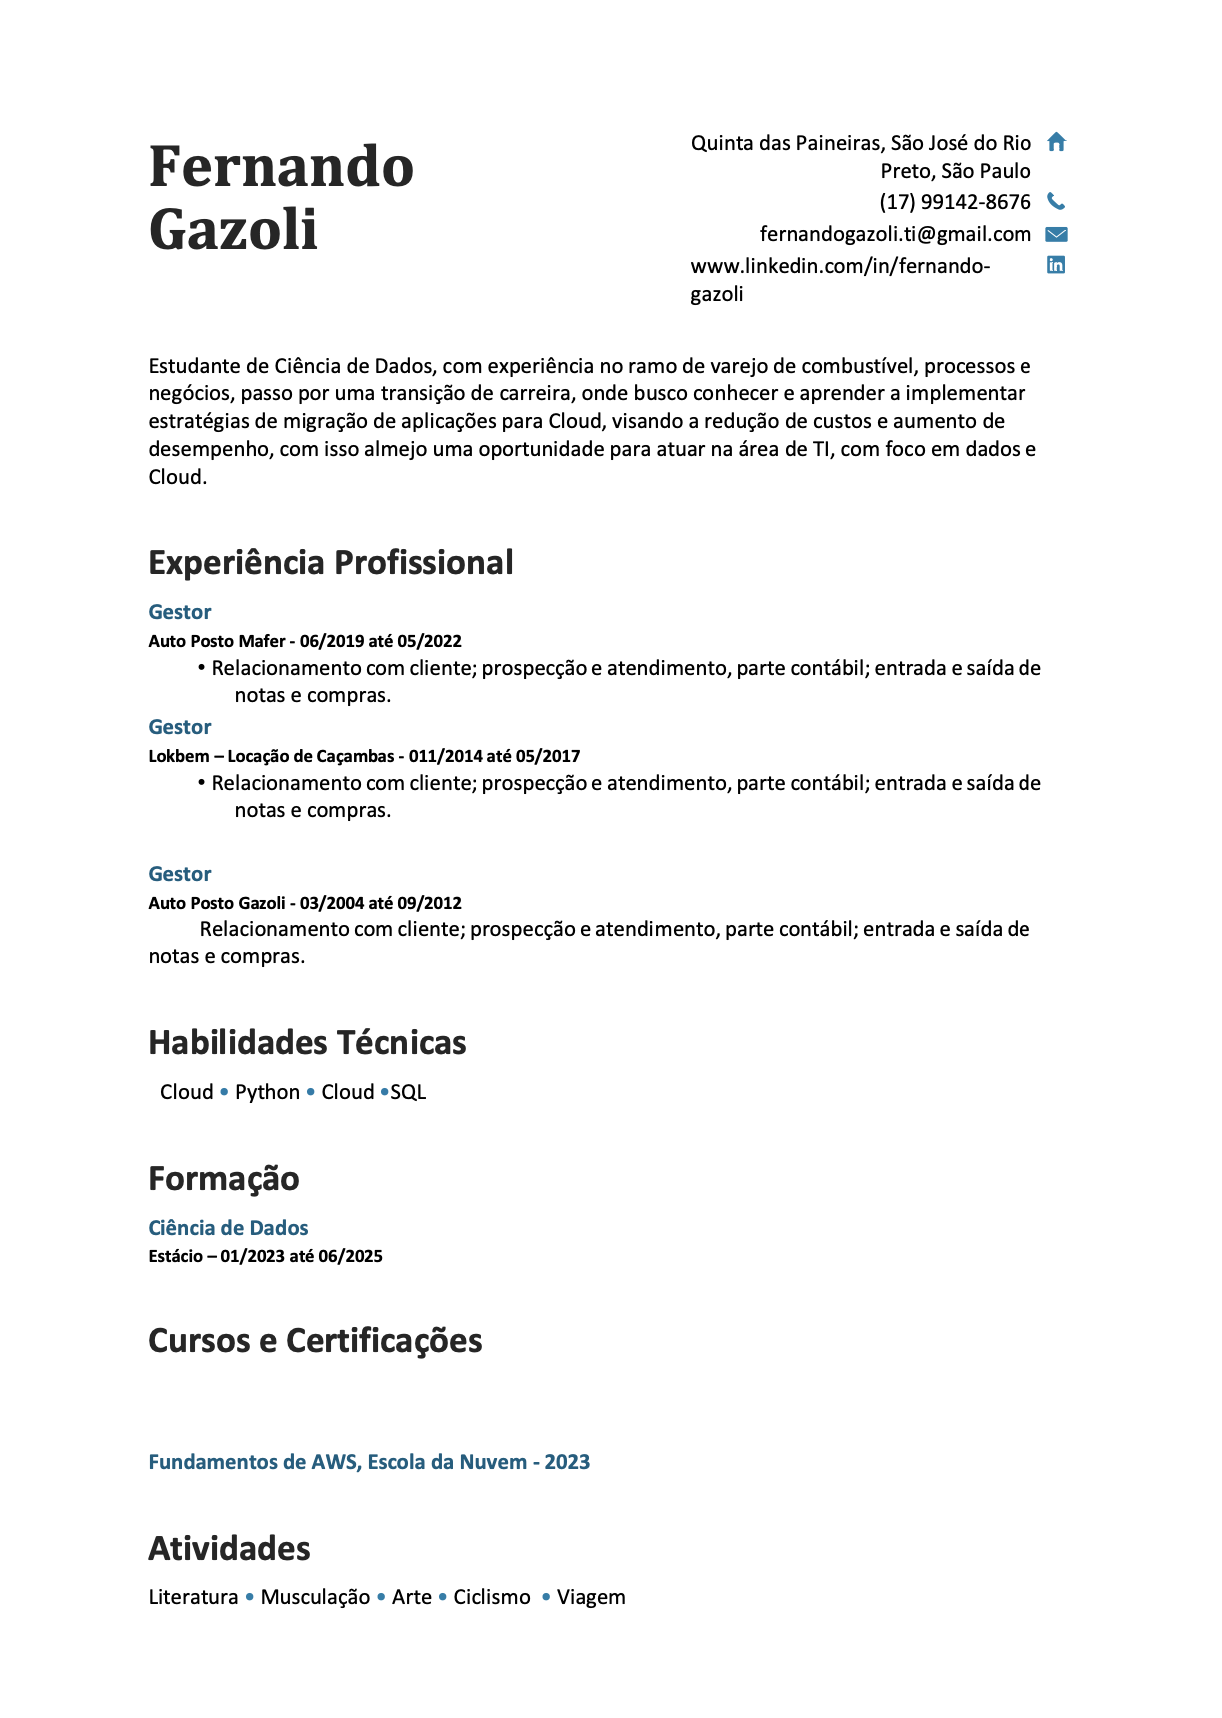 Fernando
Gazoli
Quinta das Paineiras, São José do Rio
Preto, São Paulo
(17) 99142-8676
fernandogazoli.ti@gmail.com
www.linkedin.com/in/fernando-
gazoli
Estudante de Ciência de Dados, com experiência no ramo de varejo de combustível, processos e
negócios, passo por uma transição de carreira, onde busco conhecer e aprender a implementar
estratégias de migração de aplicações para Cloud, visando a redução de custos e aumento de
desempenho, com isso almejo uma oportunidade para atuar na área de TI, com foco em dados e
Cloud.
Experiência Profissional
Gestor
Auto Posto Mafer - 06/2019 até 05/2022
• Relacionamento com cliente; prospecção e atendimento, parte contábil; entrada e saída de
notas e compras.
Gestor
Lokbem – Locação de Caçambas - 011/2014 até 05/2017
• Relacionamento com cliente; prospecção e atendimento, parte contábil; entrada e saída de
notas e compras.
Gestor
Auto Posto Gazoli - 03/2004 até 09/2012
Relacionamento com cliente; prospecção e atendimento, parte contábil; entrada e saída de
notas e compras.
Habilidades Técnicas
Cloud • Python • Cloud •SQL
Formação
Ciência de Dados
Estácio – 01/2023 até 06/2025
Cursos e Certificações
Fundamentos de AWS, Escola da Nuvem - 2023
Atividades
Literatura • Musculação • Arte • Ciclismo • Viagem